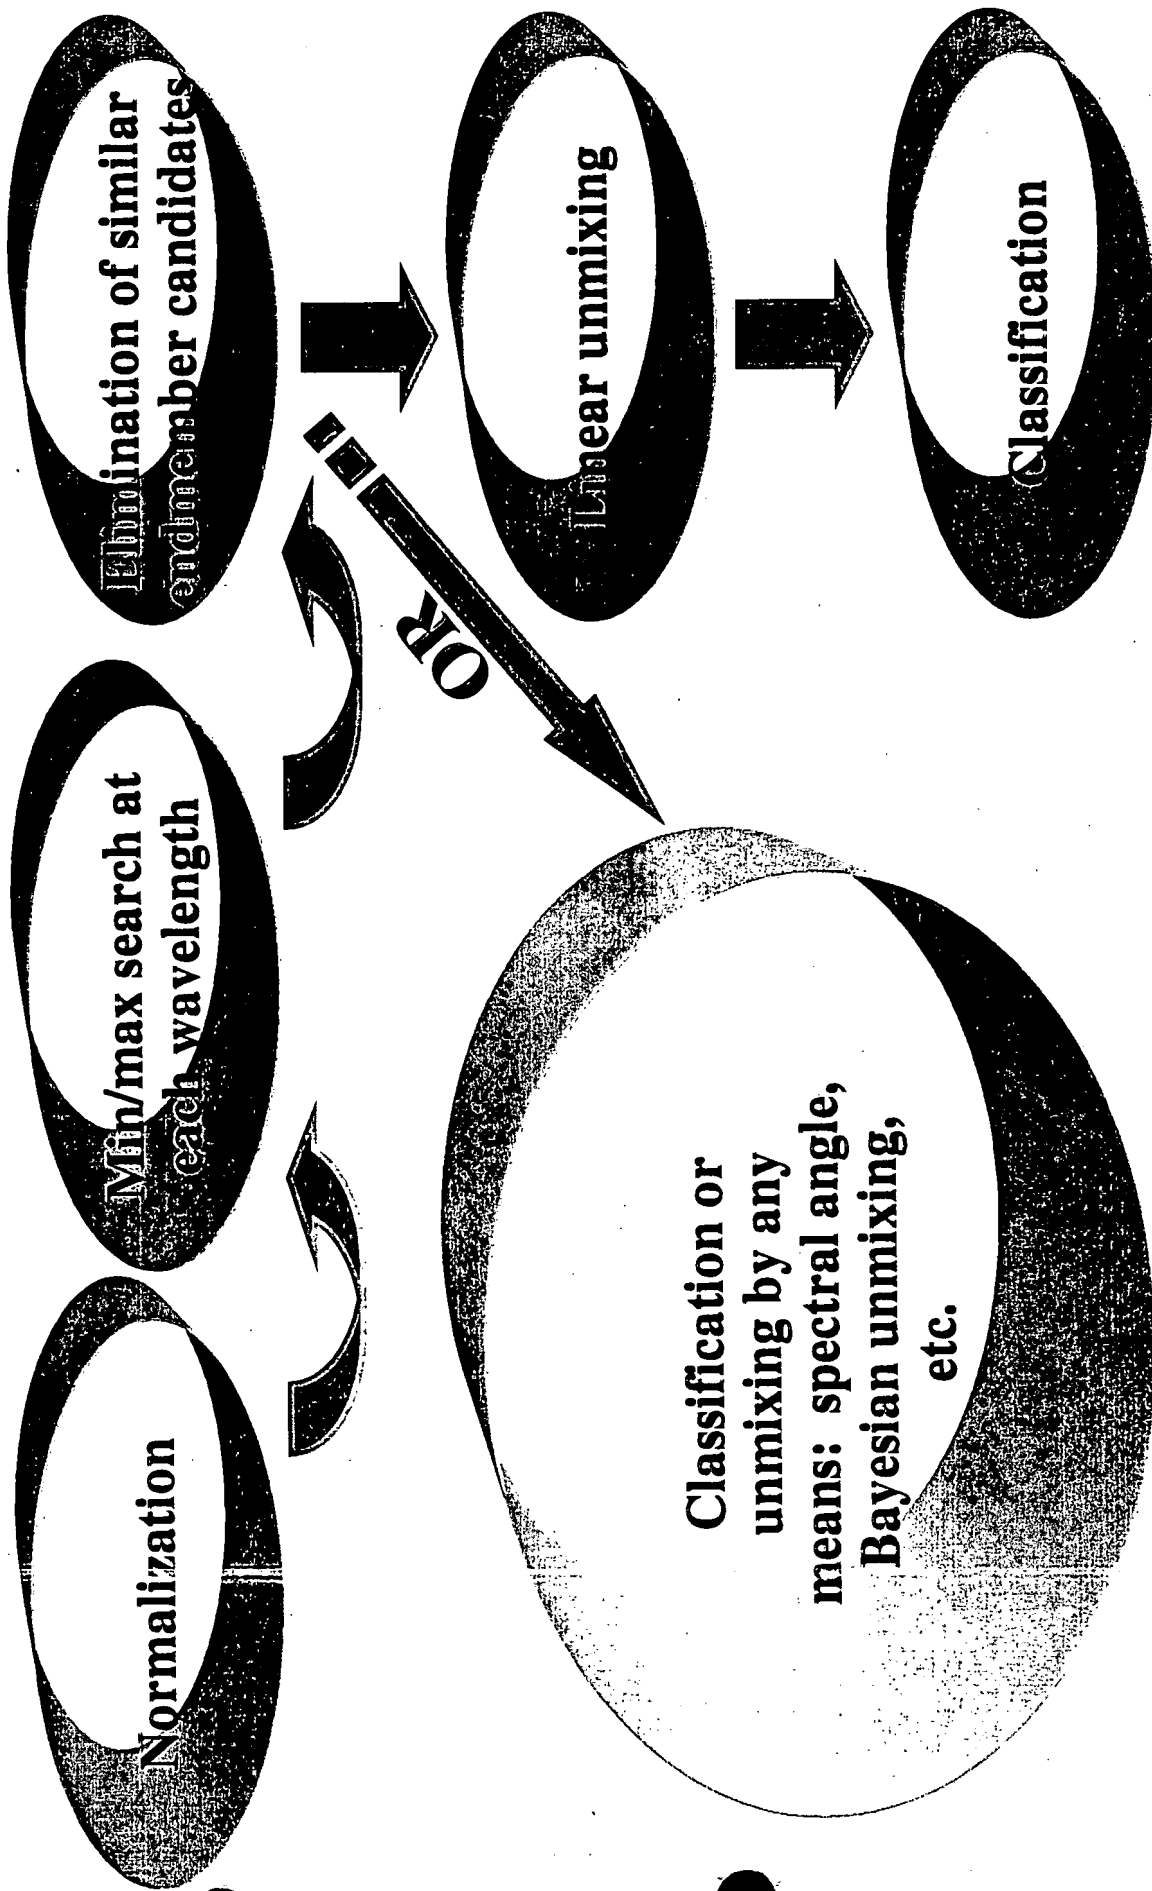 Normalization
Min/max search at
each wavelength
Elimination of similar
endmember candidates
OR
Linear unmixing
Classification
Classification or
unmixing by any
means: spectral angle,
Bayesian unmixing,
etc.